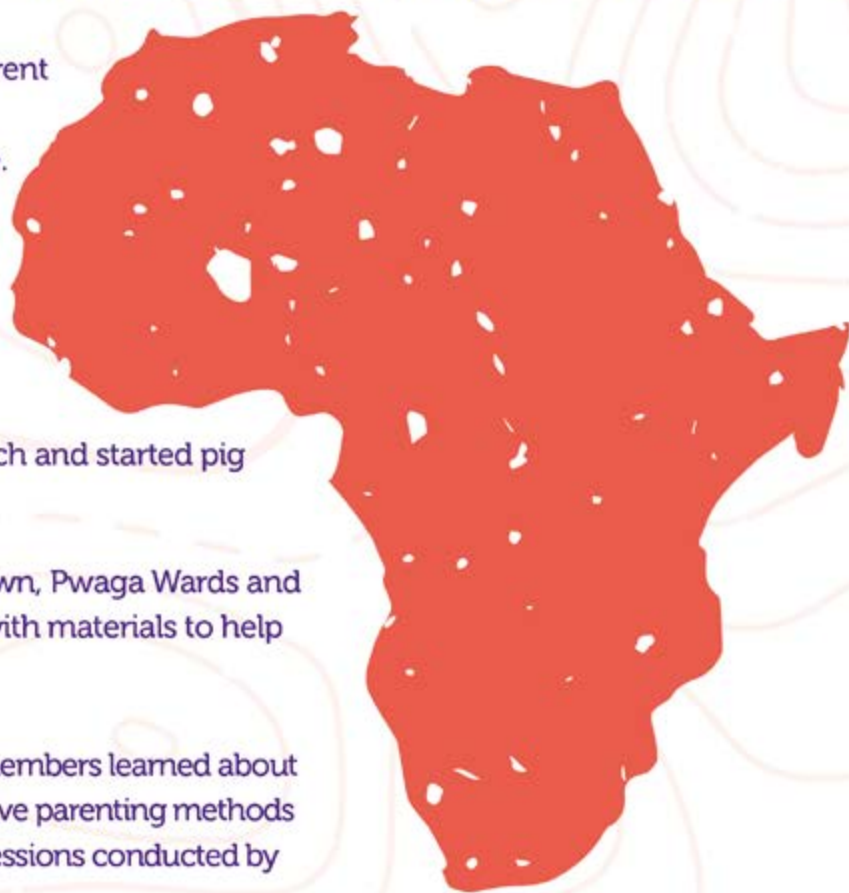 rent
.
ch and started pig
wn, Pwaga Wards and
with materials to help
embers learned about
ve parenting methods
essions conducted by